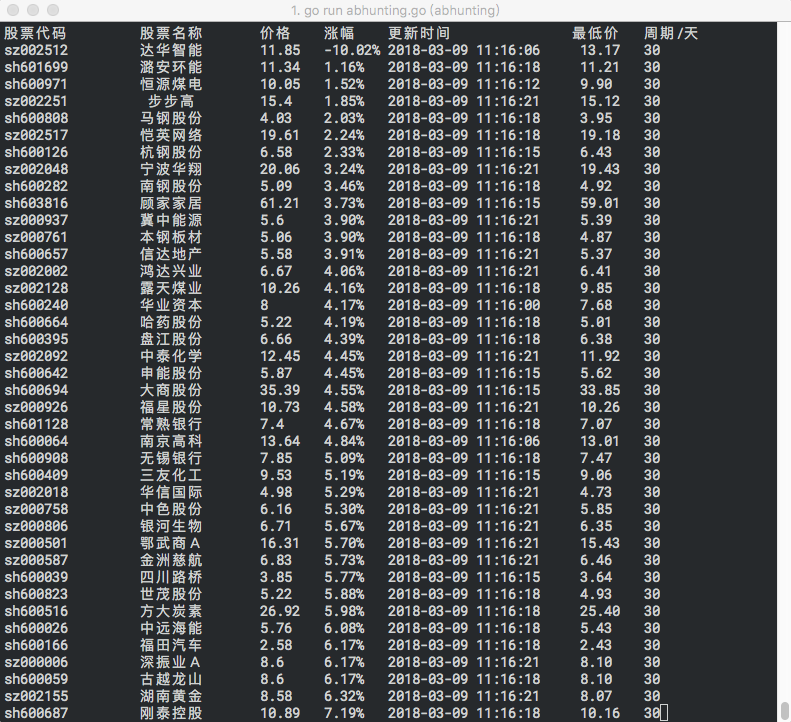 1. go run abhunting.go (abhunting)
股票代码 股票名称 价格 涨幅 更新时间 最低价 周期/天
sz002512 达华智能 11.85 -10.02% 2018-03-09 11:16:06 13.17 30
sh601699 潞安环能 11.34 1.16% 2018-03-09 11:16:18 11.21 30
sh600971 恒源煤电 10.05 1.52% 2018-03-09 11:16:12 9.90 30
sz002251 步步高 15.4 1.85% 2018-03-09 11:16:21 15.12 30
sh600808 马钢股份 4.03 2.03% 2018-03-09 11:16:18 3.95 30
sz002517 恺英网络 19.61 2.24% 2018-03-09 11:16:18 19.18 30
sh600126 杭钢股份 6.58 2.33% 2018-03-09 11:16:15 6.43 30
sz002048 宁波华翔 20.06 3.24% 2018-03-09 11:16:21 19.43 30
sh600282 南钢股份 5.09 3.46% 2018-03-09 11:16:18 4.92 30
sh603816 顾家家居 61.21 3.73% 2018-03-09 11:16:15 59.01 30
sz000937 冀中能源 5.6 3.90% 2018-03-09 11:16:21 5.39 30
sz000761 本钢板材 5.06 3.90% 2018-03-09 11:16:18 4.87 30
sh600657 信达地产 5.58 3.91% 2018-03-09 11:16:21 5.37 30
sz002002 鸿达兴业 6.67 4.06% 2018-03-09 11:16:21 6.41 30
sz002128 露天煤业 10.26 4.16% 2018-03-09 11:16:18 9.85 30
sh600240 华业资本 8 4.17% 2018-03-09 11:16:00 7.68 30
sh600664 哈药股份 5.22 4.19% 2018-03-09 11:16:18 5.01 30
sh600395 盘江股份 6.66 4.39% 2018-03-09 11:16:18 6.38 30
sz002092 中泰化学 12.45 4.45% 2018-03-09 11:16:21 11.92 30
sh600642 申能股份 5.87 4.45% 2018-03-09 11:16:15 5.62 30
sh600694 大商股份 35.39 4.55% 2018-03-09 11:16:15 33.85 30
sz000926 福星股份 10.73 4.58% 2018-03-09 11:16:21 10.26 30
sh601128 常熟银行 7.4 4.67% 2018-03-09 11:16:18 7.07 30
sh600064 南京高科 13.64 4.84% 2018-03-09 11:16:06 13.01 30
sh600908 无锡银行 7.85 5.09% 2018-03-09 11:16:18 7.47 30
sh600409 三友化工 9.53 5.19% 2018-03-09 11:16:15 9.06 30
sz002018 华信国际 4.98 5.29% 2018-03-09 11:16:21 4.73 30
sz000758 中色股份 6.16 5.30% 2018-03-09 11:16:21 5.85 30
sz000806 银河生物 6.71 5.67% 2018-03-09 11:16:21 6.35 30
sz000501 鄂武商Ａ 16.31 5.70% 2018-03-09 11:16:21 15.43 30
sz000587 金洲慈航 6.83 5.73% 2018-03-09 11:16:21 6.46 30
sh600039 四川路桥 3.85 5.77% 2018-03-09 11:16:15 3.64 30
sh600823 世茂股份 5.22 5.88% 2018-03-09 11:16:18 4.93 30
sh600516 方大炭素 26.92 5.98% 2018-03-09 11:16:18 25.40 30
sh600026 中远海能 5.76 6.08% 2018-03-09 11:16:18 5.43 30
sh600166 福田汽车 2.58 6.17% 2018-03-09 11:16:18 2.43 30
sz000006 深振业Ａ 8.6 6.17% 2018-03-09 11:16:21 8.10 30
sh600059 古越龙山 8.6 6.17% 2018-03-09 11:16:18 8.10 30
sz002155 湖南黄金 8.58 6.32% 2018-03-09 11:16:21 8.07 30
sh600687 刚泰控股 10.89 7.19% 2018-03-09 11:16:18 10.16 30